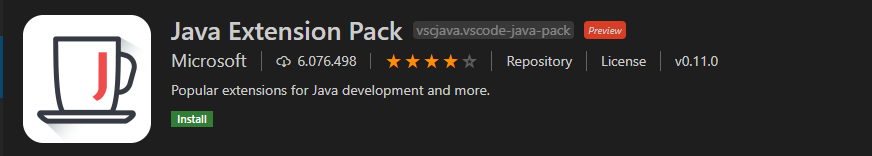 Java Extension Pack vscjava.vscode-java-pack Preview
Microsoft 6.076.498 Repository License v0.11.0
Popular extensions for Java development and more.
Install
J